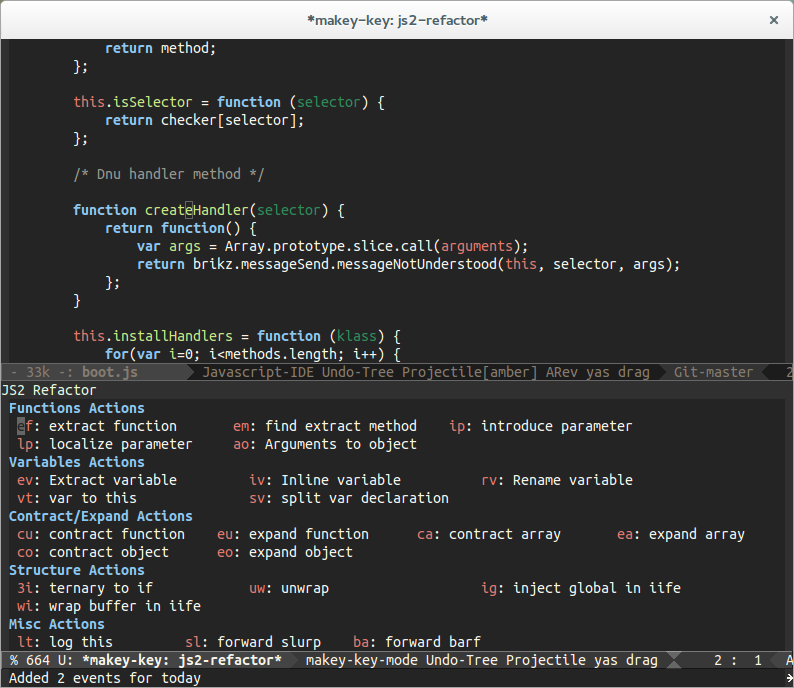 *makey-key: js2-refactor*
return method;
};
this.isSelector = function (selector) {
return checker[selector];
};
/* Dnu handler method */
function createHandler(selector) {
return function() {
var args = Array.prototype.slice.call(arguments);
return brikz.messageSend.messageNotUnderstood(this, selector, args);
};
}
this.installHandlers = function (klass) {
for(var i=0; i<methods.length; i++) {
- 33k -: boot.js Javascript-IDE Undo-Tree Projectile[amber] ARev yas drag Git-master 2
JS2 Refactor
Functions Actions
ef: extract function em: find extract method ip: introduce parameter
lp: localize parameter ao: Arguments to object
Variables Actions
ev: Extract variable iv: Inline variable rv: Rename variable
vt: var to this sv: split var declaration
Contract/Expand Actions
cu: contract function eu: expand function ca: contract array ea: expand array
co: contract object eo: expand object
Structure Actions
3i: ternary to if uw: unwrap ig: inject global in iife
wi: wrap buffer in iife
Misc Actions
lt: log this sl: forward slurp ba: forward barf
% 664 U: *makey-key: js2-refactor* makey-key-mode Undo-Tree Projectile yas drag 2 : 1 A
Added 2 events for today